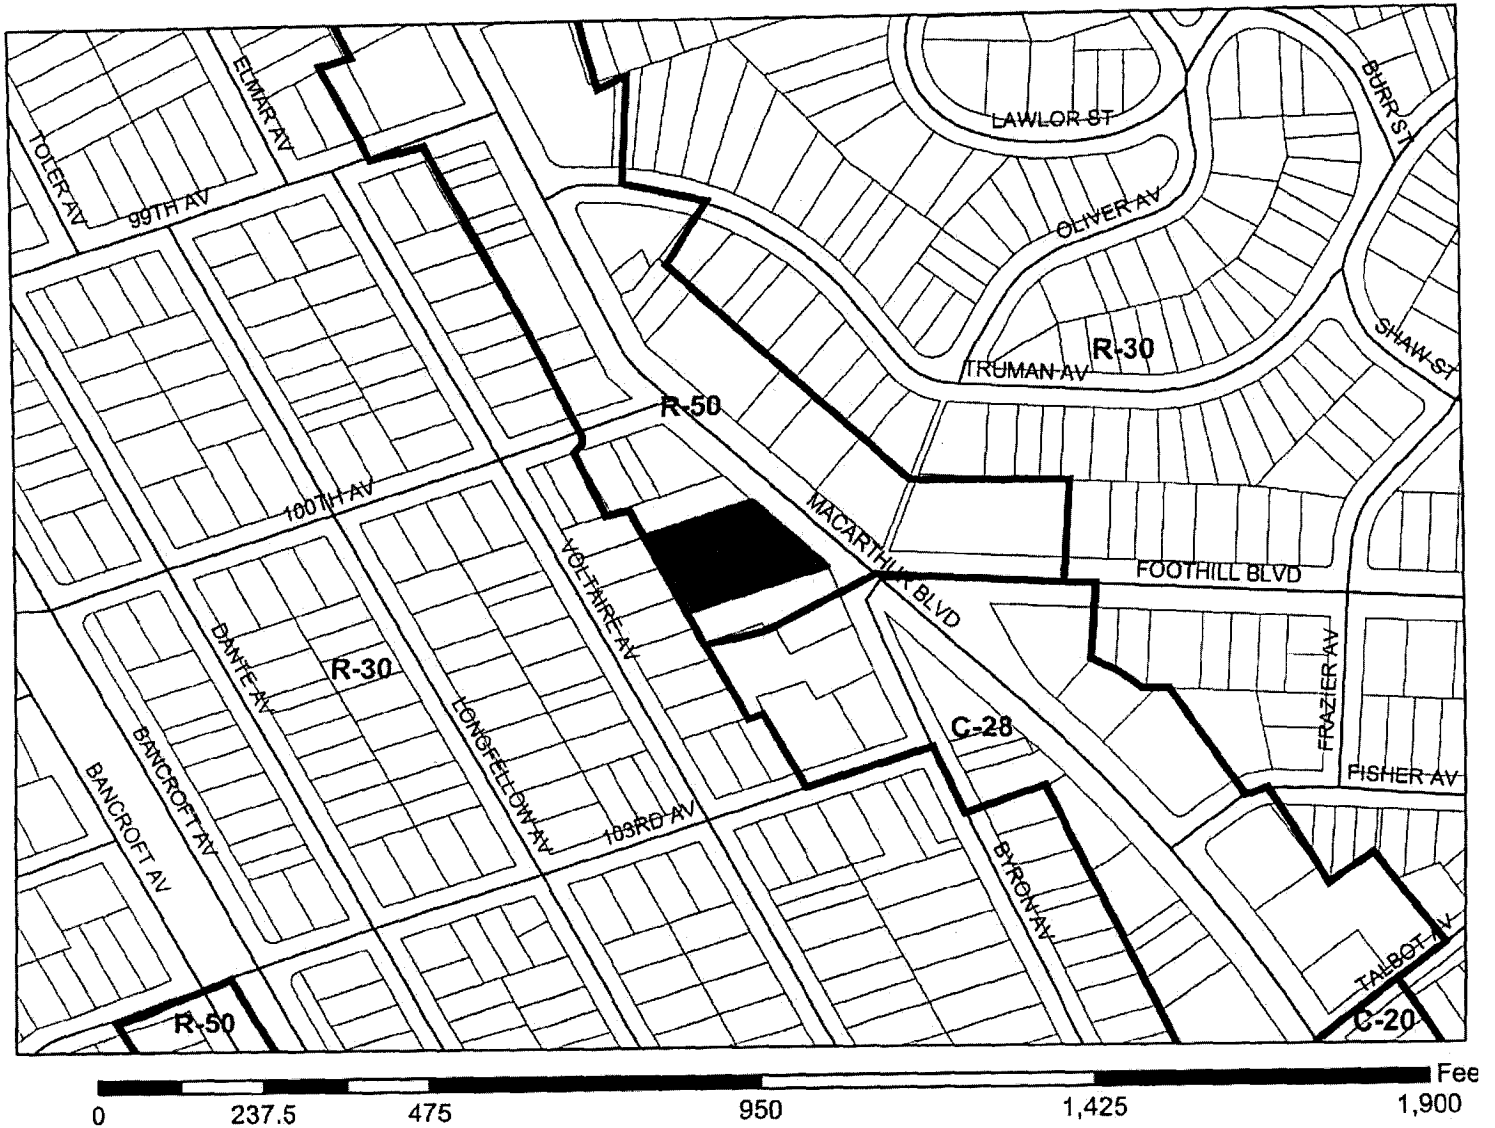 ELMAR AV
BURR ST
LAWLOR ST
TOLER AV
99TH AV
OLIVER AV
SHAW ST
R-30
TRUMAN AV
R-50
100TH AV
MACARTHUR BLVD
VOLTAIRE AV
FOOTHILL BLVD
DANTE AV
R-30
FRAZIER AV
LONGFELLOW AV
C-28
BANCROFT AV
BANCROFT AV
FISHER AV
103RD AV
BYRON AV
TALBOT AV
R-50
C-20
Fee
0 237.5 475 950 1,425 1,900